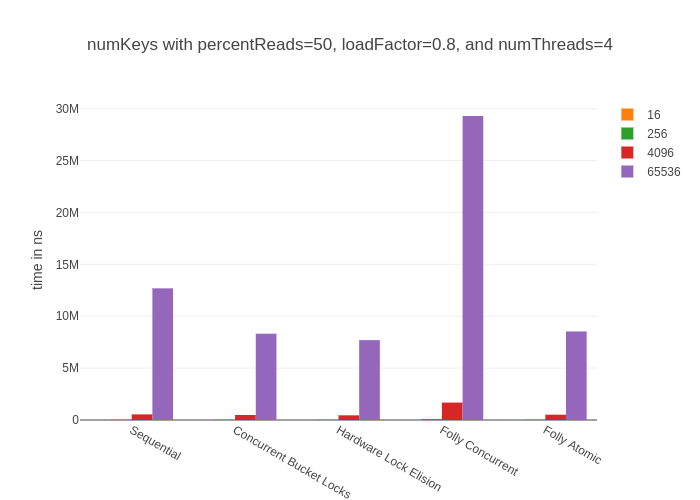 numKeys with percentReads=50, loadFactor=0.8, and numThreads=4
30M
25M
20M
15M
10M
5M
0
time in ns
16
256
4096
65536
Sequential
Concurrent Bucket Locks
Hardware Lock Elision
Folly Concurrent
Folly Atomic